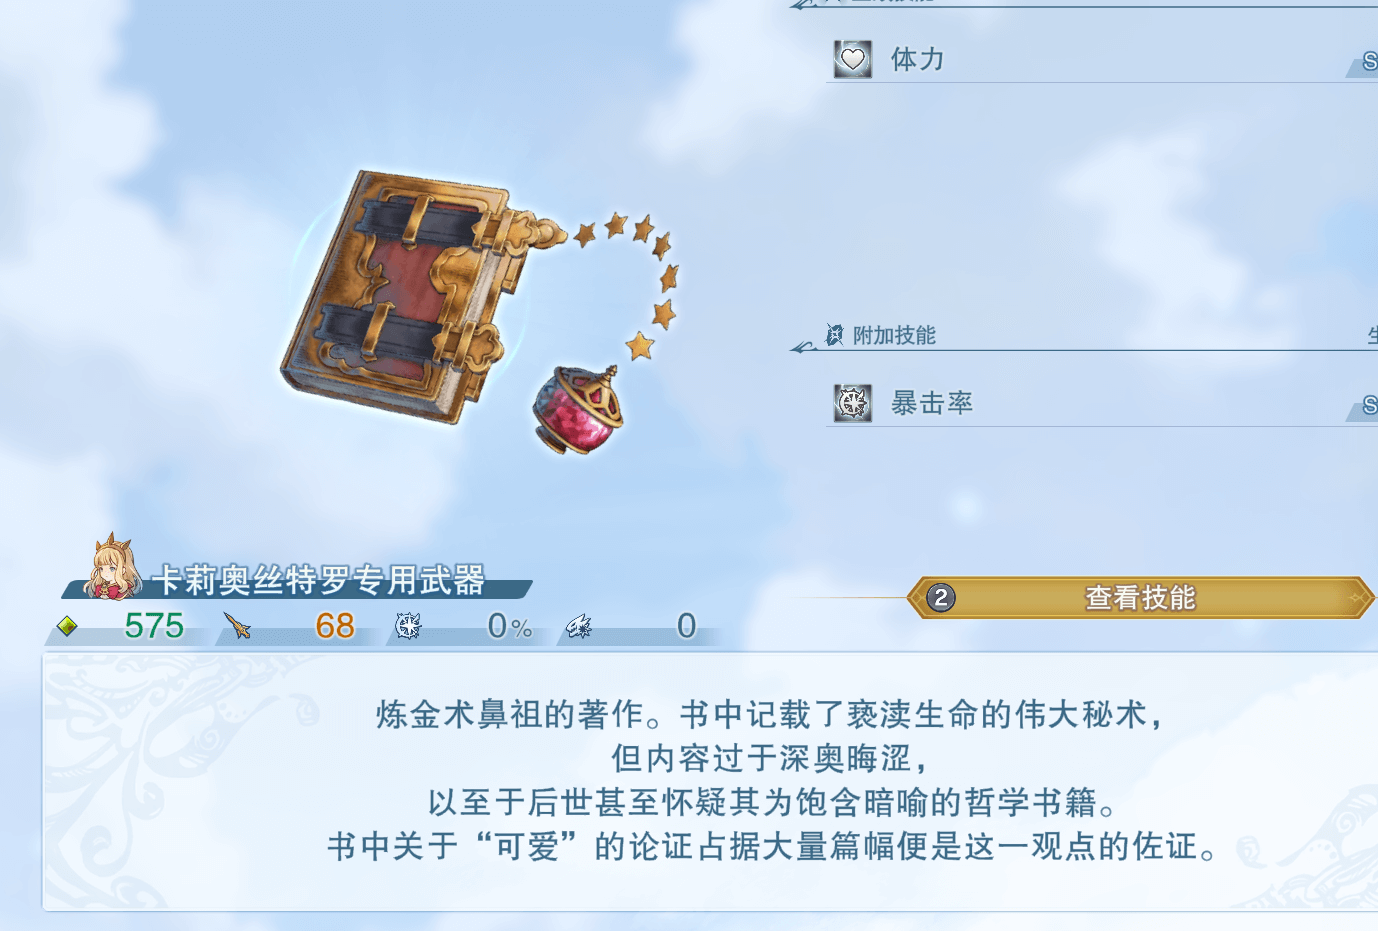 体力
附加技能
暴击率
卡莉奥丝特罗专用武器
575 68 0% 0
2 查看技能
炼金术鼻祖的著作。书中记载了亵渎生命的伟大秘术，
但内容过于深奥晦涩，
以至于后世甚至怀疑其为饱含暗喻的哲学书籍。
书中关于“可爱”的论证占据大量篇幅便是这一观点的佐证。